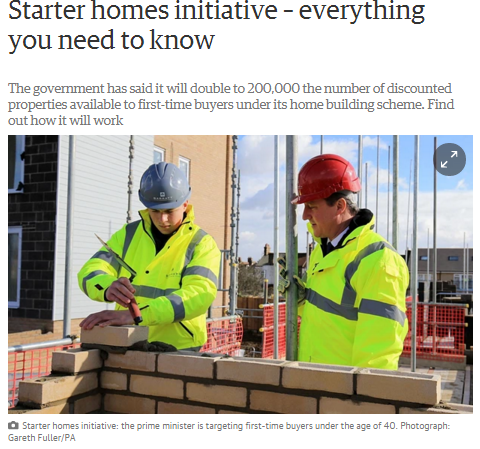 Starter homes initiative – everything
you need to know
The government has said it will double to 200,000 the number of discounted
properties available to first-time buyers under its home building scheme. Find
out how it will work
Starter homes: the prime minister is targeting first-time buyers under the age of 40. Photograph:
Gareth Fuller/PA